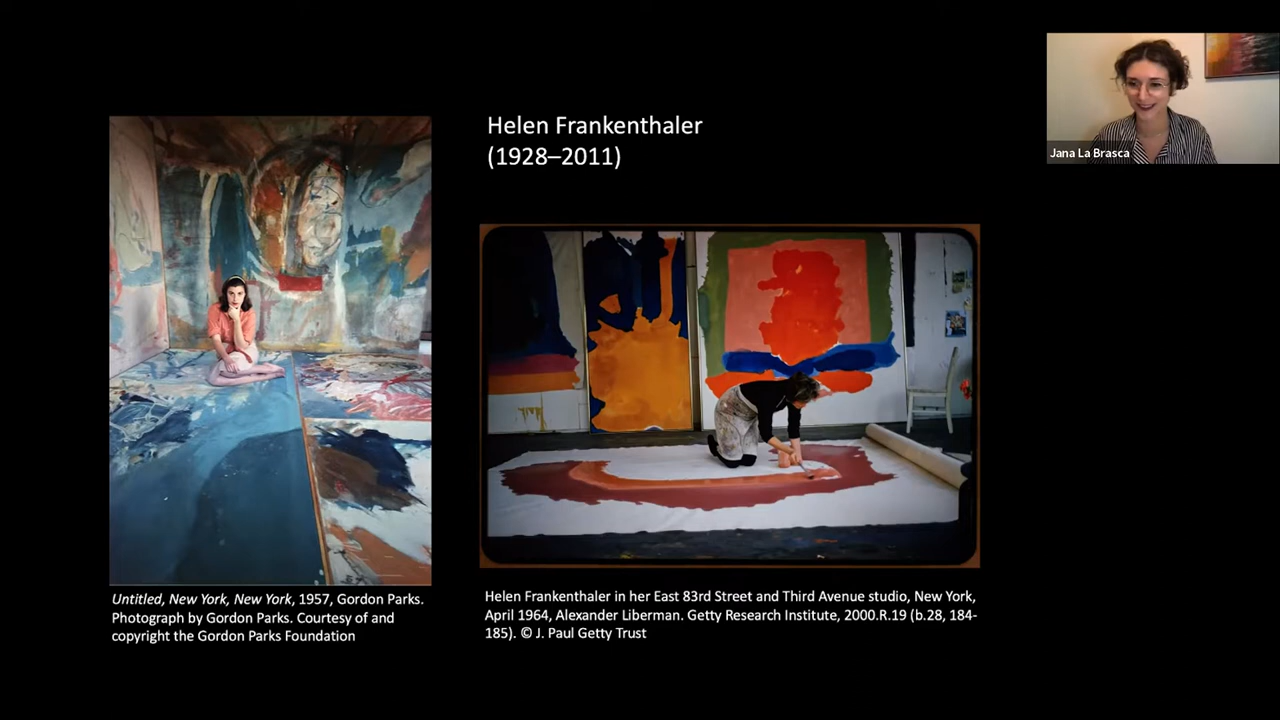 Helen Frankenthaler
(1928–2011)
Jana La Brasca
Untitled, New York, New York, 1957, Gordon Parks.
Photograph by Gordon Parks. Courtesy of and
copyright the Gordon Parks Foundation
Helen Frankenthaler in her East 83rd Street and Third Avenue studio, New York,
April 1964, Alexander Liberman. Getty Research Institute, 2000.R.19 (b.28, 184-
185). © J. Paul Getty Trust